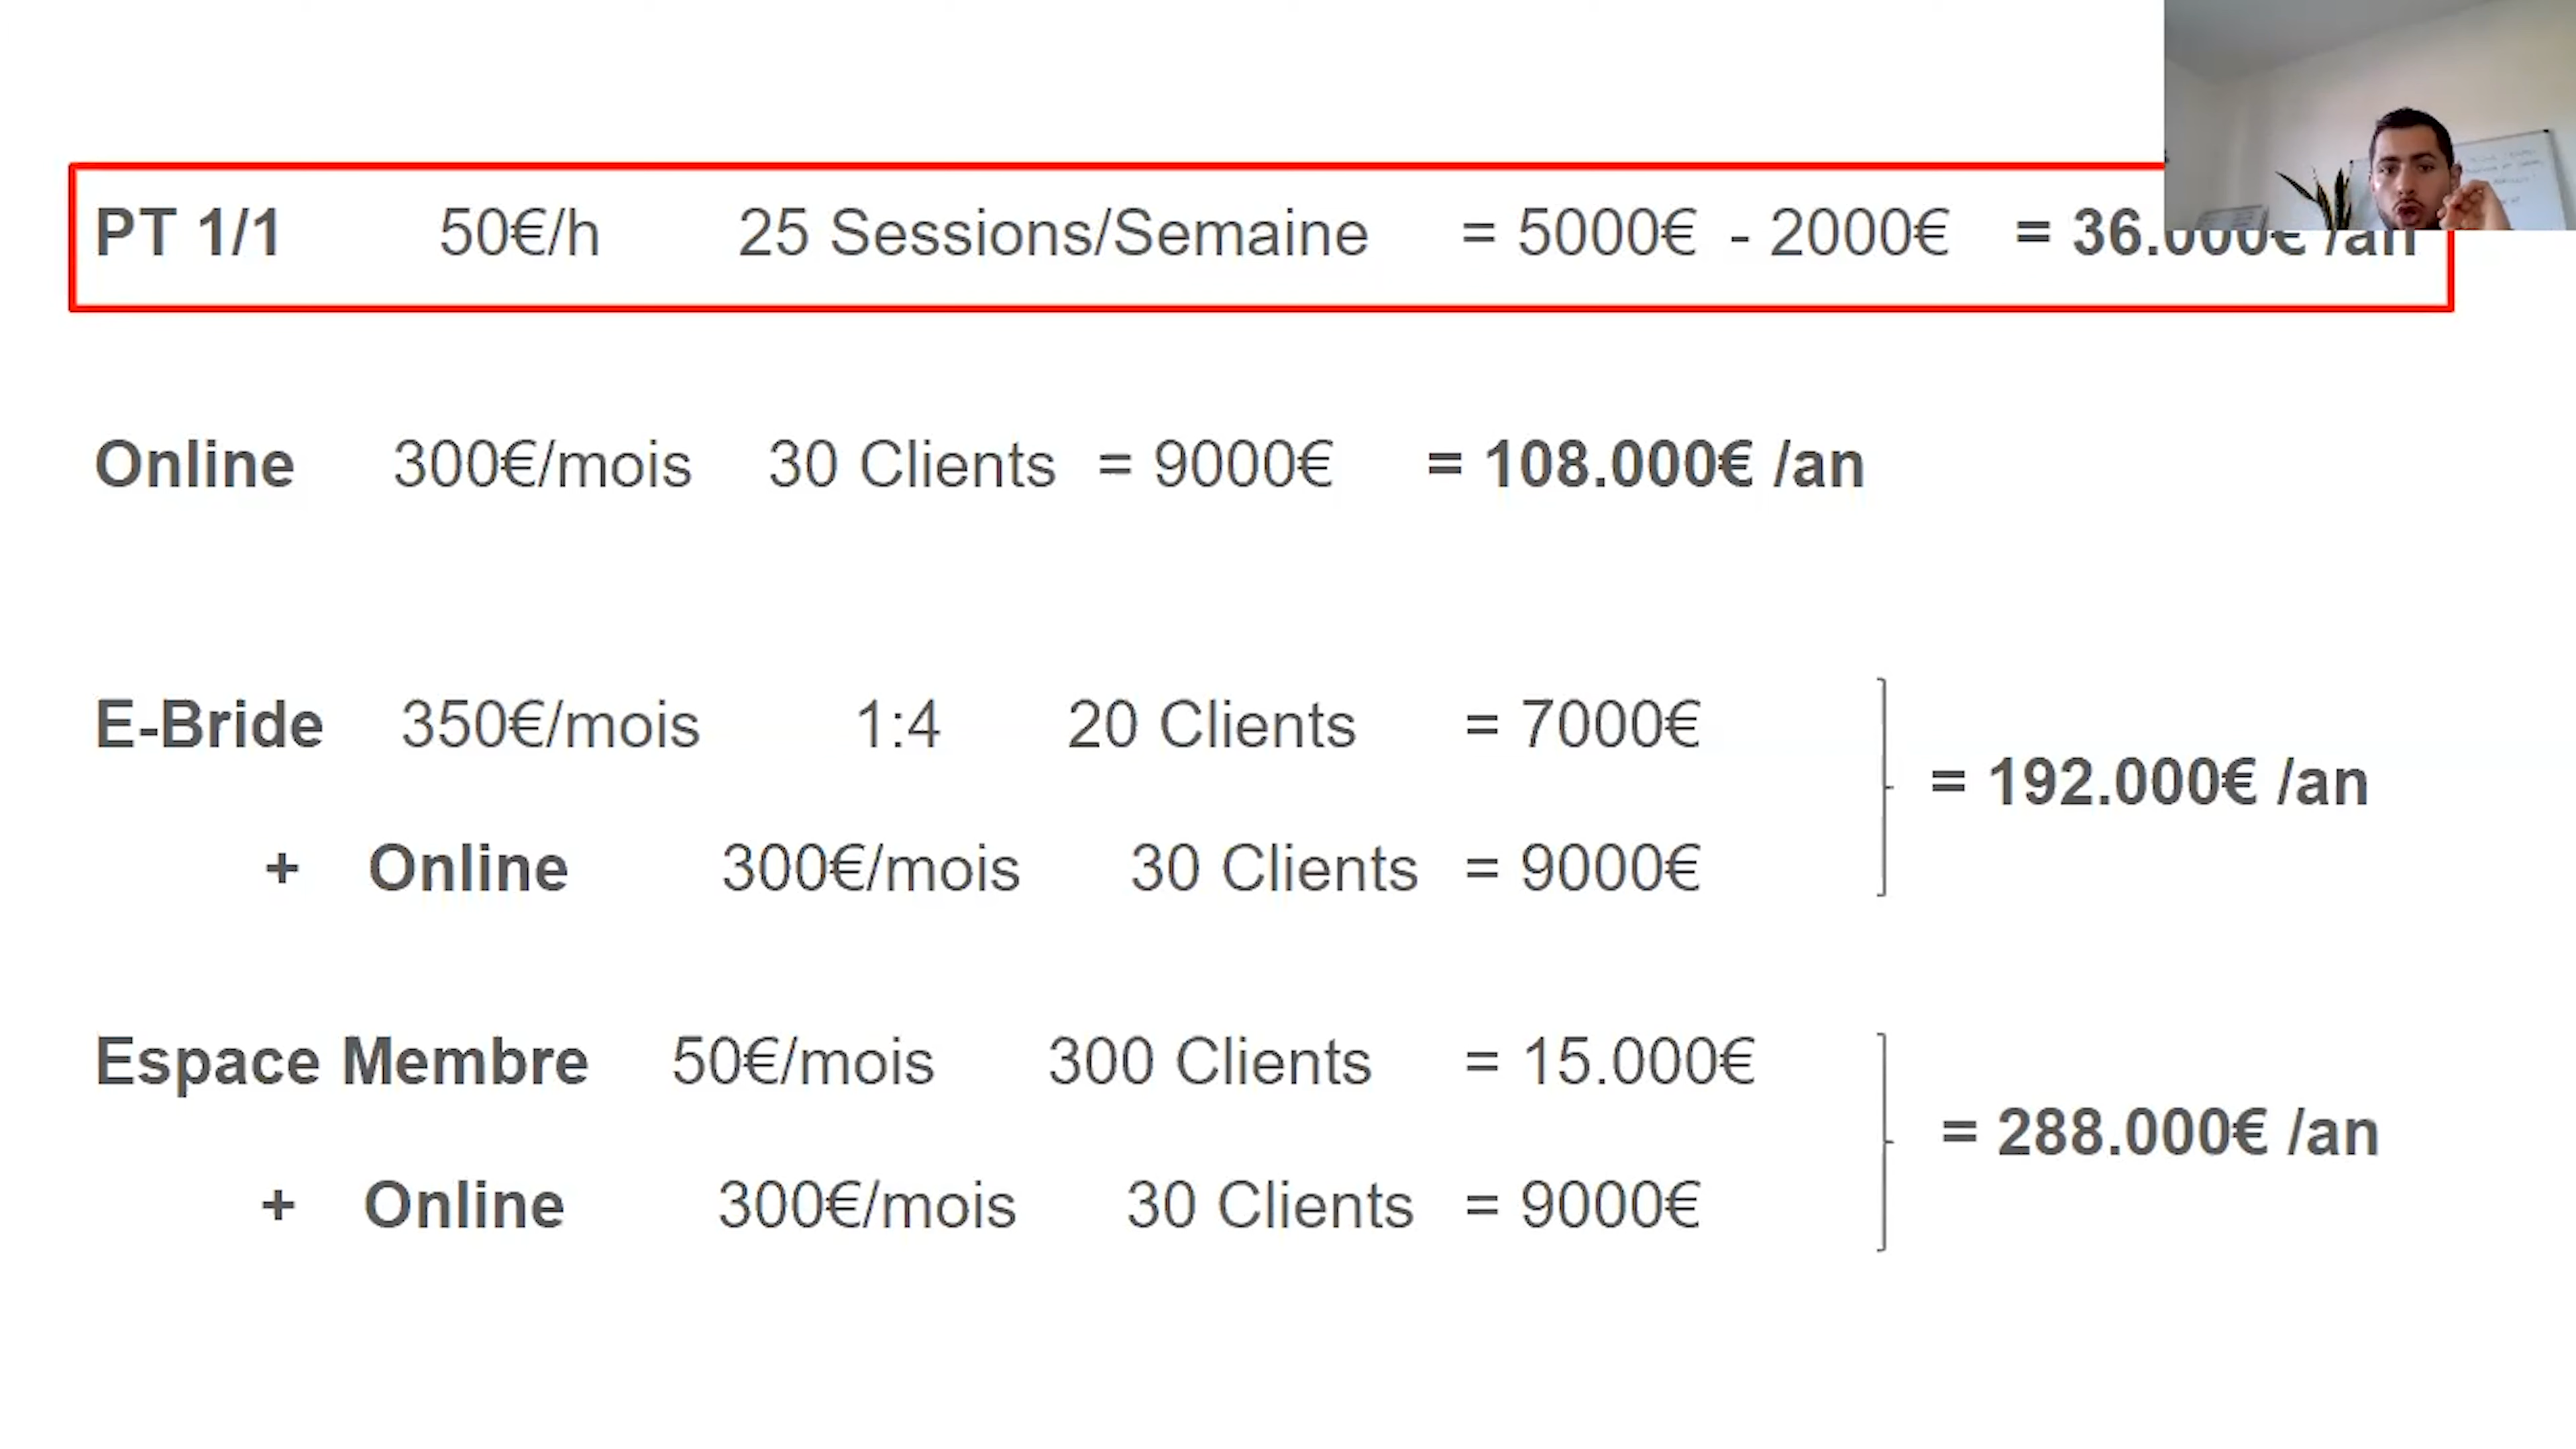 PT 1/1 50€/h 25 Sessions/Semaine = 5000€ - 2000€ = 36.000€ /an
Online 300€/mois 30 Clients = 9000€ = 108.000€ /an
E-Bride 350€/mois 1:4 20 Clients = 7000€
= 192.000€ /an
+ Online 300€/mois 30 Clients = 9000€
Espace Membre 50€/mois 300 Clients = 15.000€
= 288.000€ /an
+ Online 300€/mois 30 Clients = 9000€